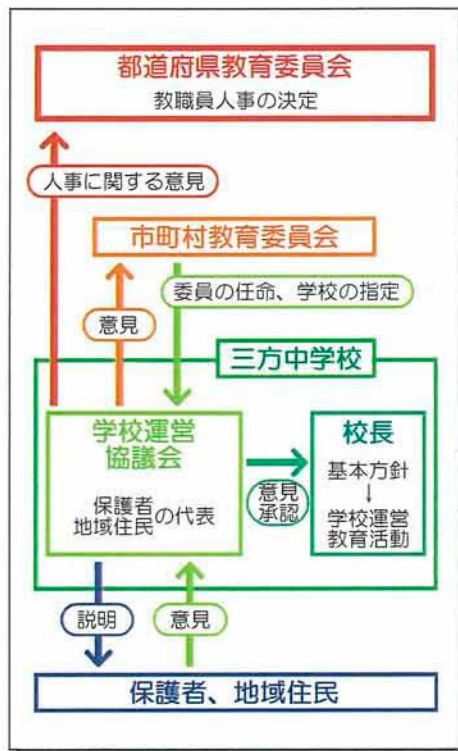 都道府県教育委員会
教職員人事の決定
人事に関する意見
市町村教育委員会
委員の任命、学校の指定
意見
三方中学校
学校運営
協議会
保護者
地域住民の代表
意見
承認
校長
基本方針
↓
学校運営
教育活動
説明
意見
保護者、地域住民